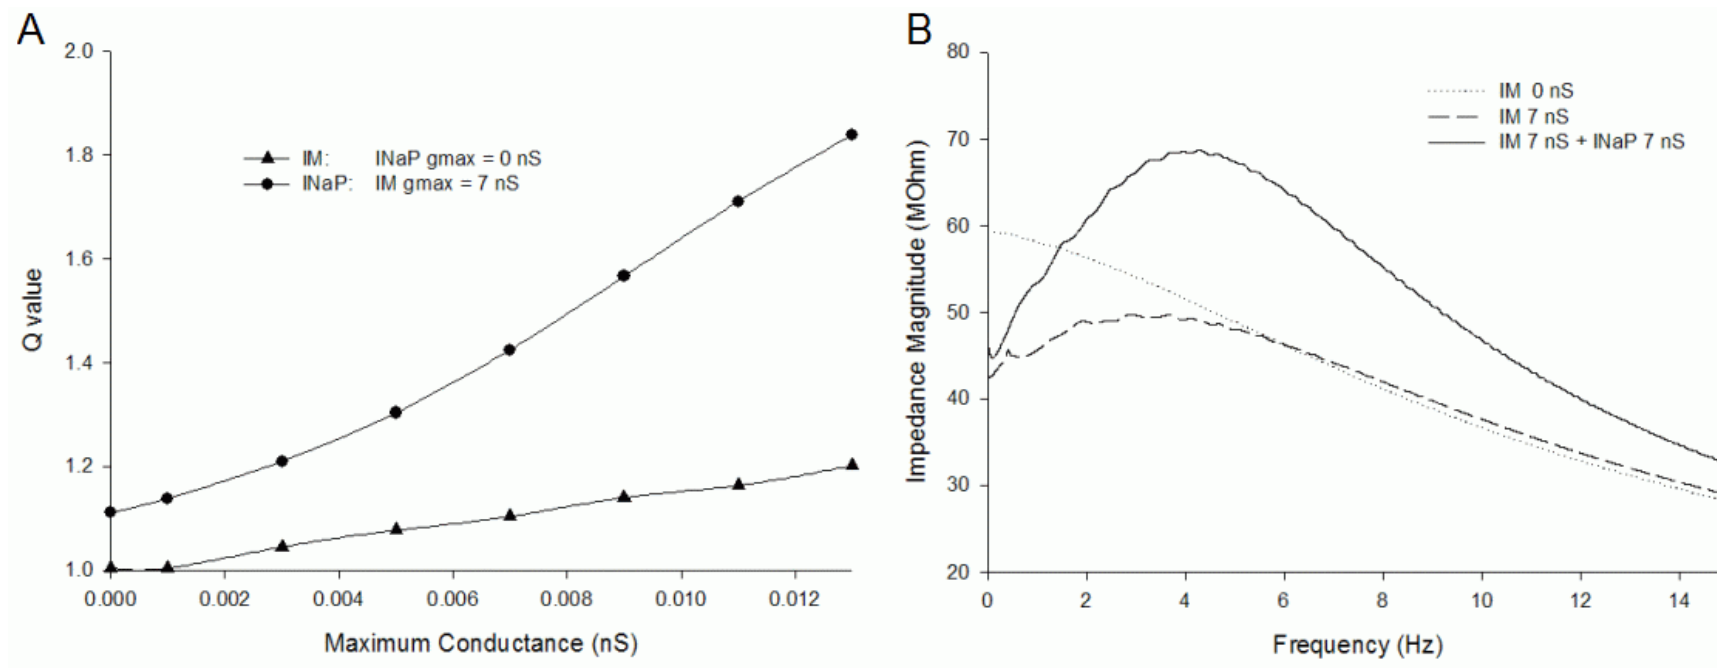 A
2.0
1.8
1.6
1.4
1.2
1.0
Q value
IM: INaP gmax = 0 nS
INaP: IM gmax = 7 nS
0.000 0.002 0.004 0.006 0.008 0.010 0.012
Maximum Conductance (nS)
B
80
70
60
50
40
30
20
Impedance Magnitude (MOhm)
IM 0 nS
IM 7 nS
IM 7 nS + INaP 7 nS
0 2 4 6 8 10 12 14
Frequency (Hz)